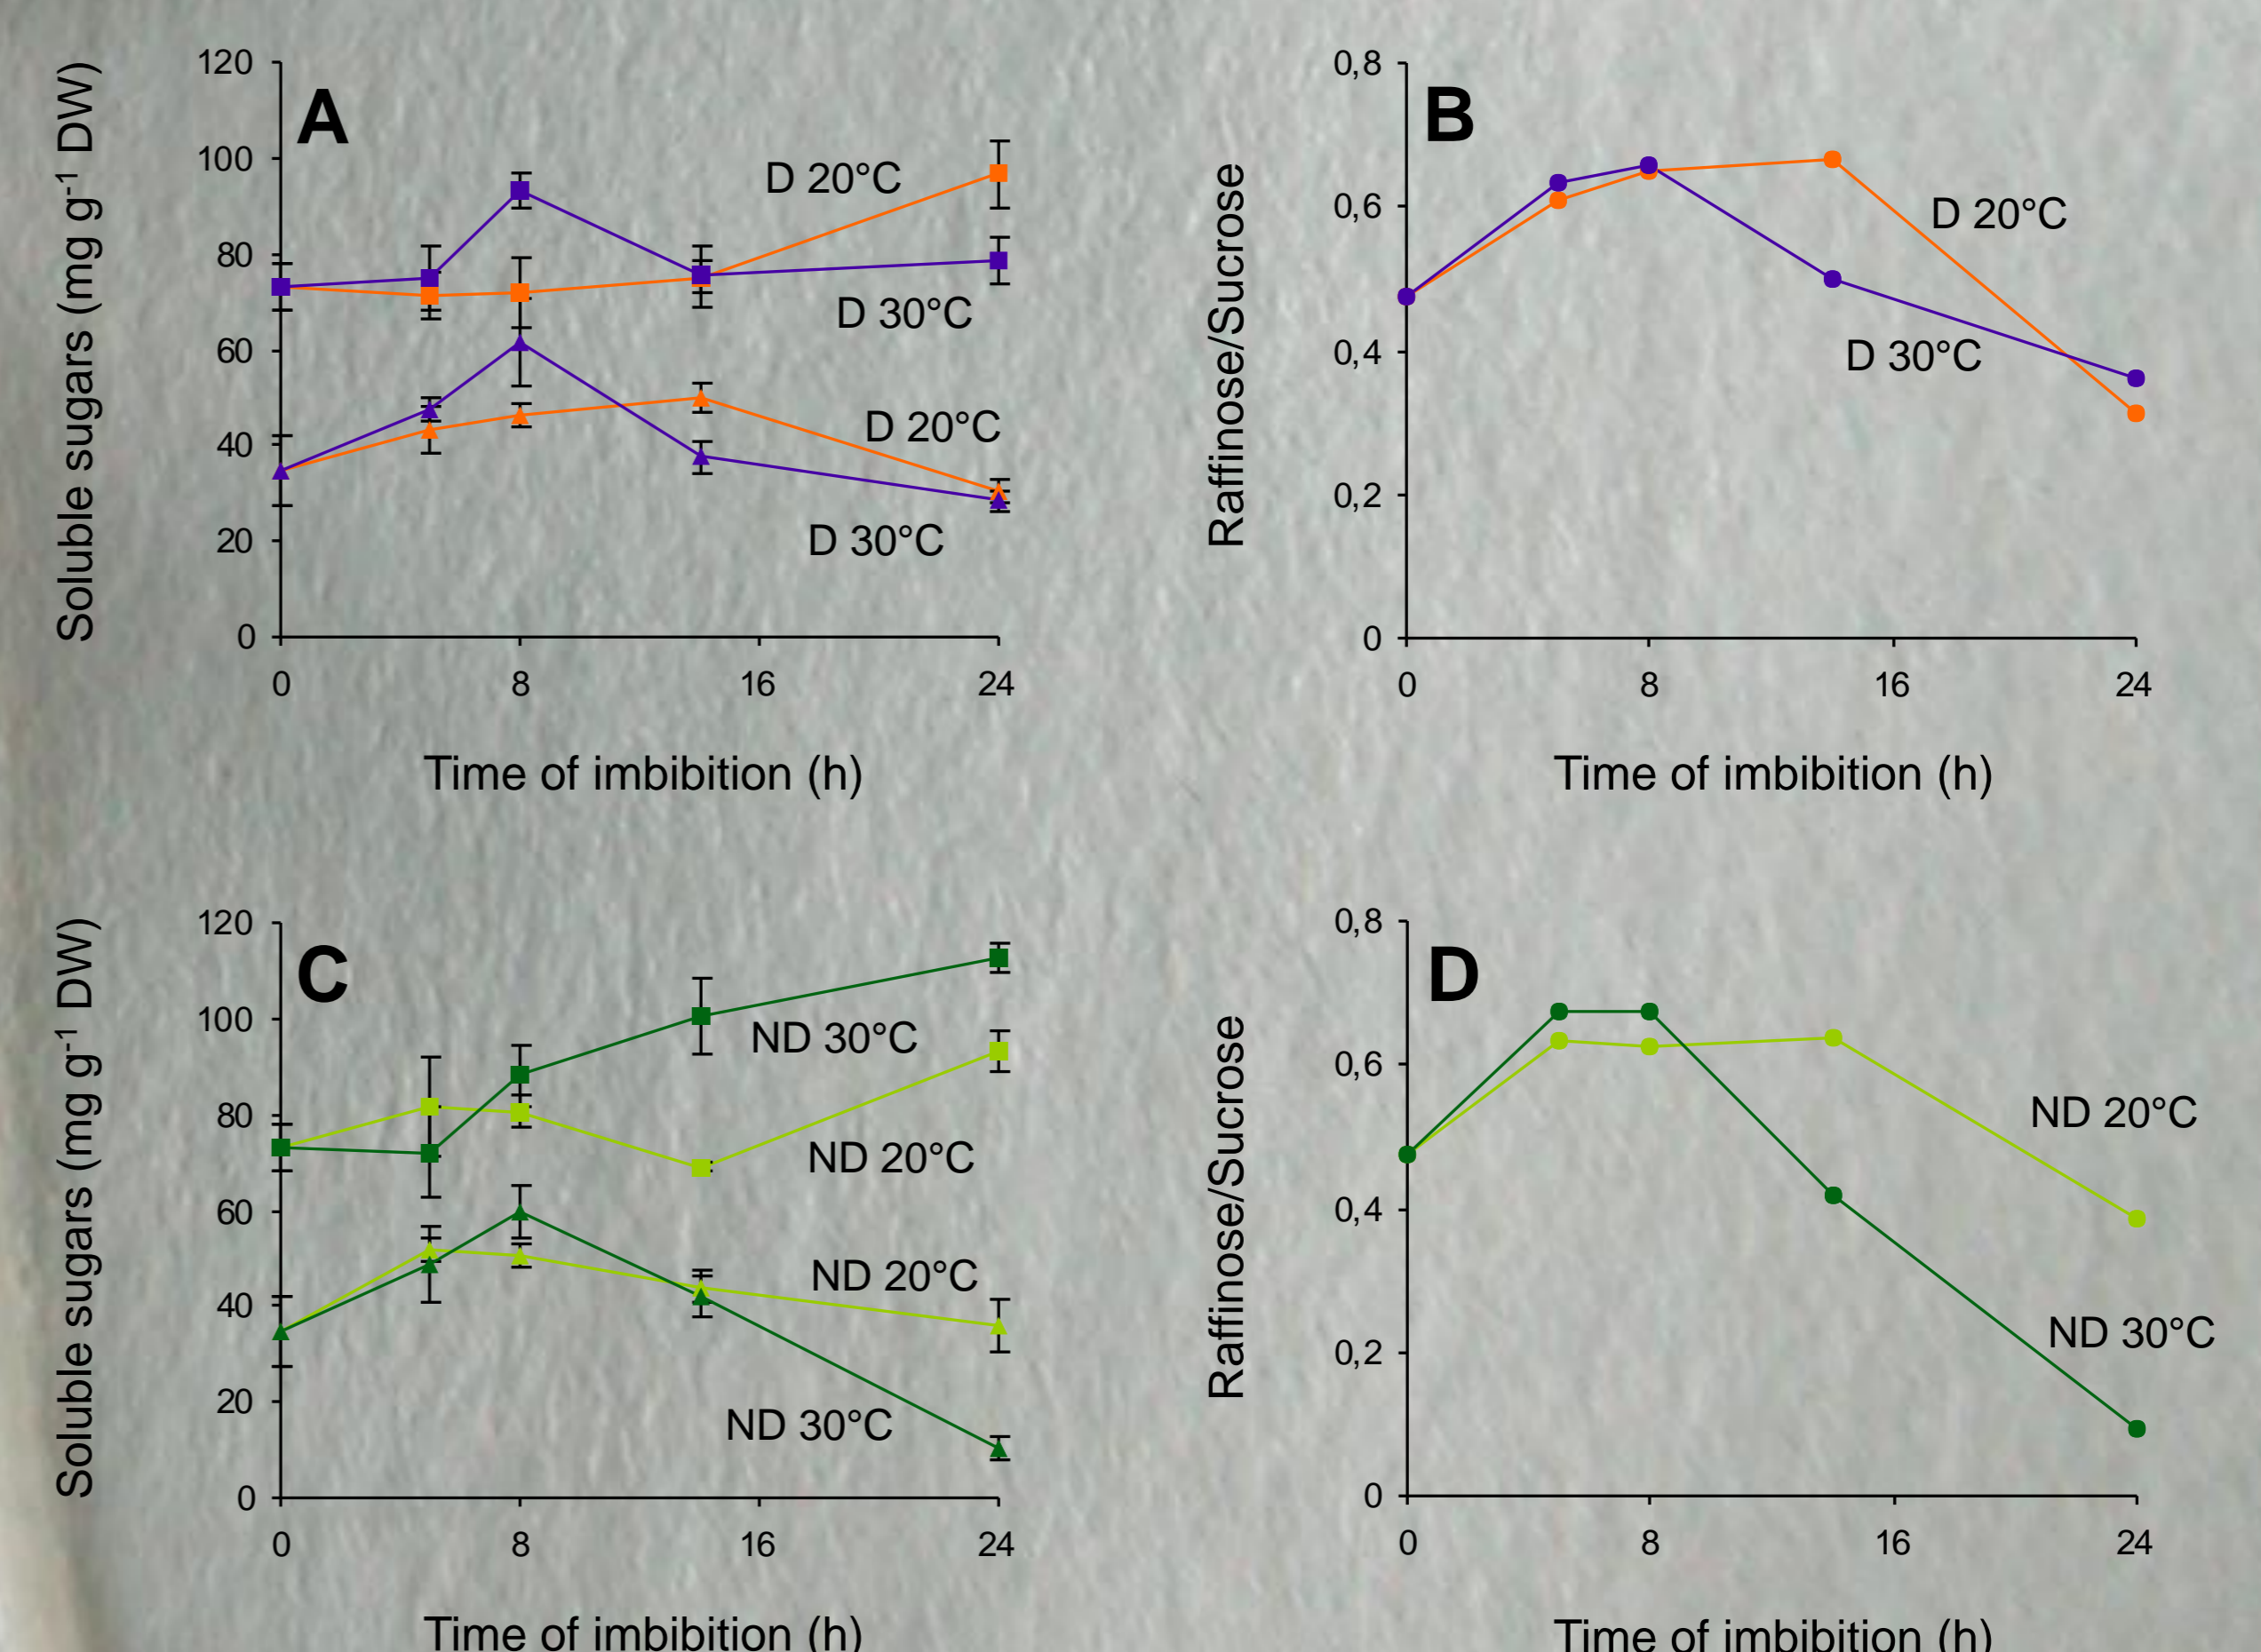 A
Soluble sugars (mg g-1 DW)
120
100
80
60
40
20
0
D 20°C
D 30°C
D 20°C
D 30°C
0 8 16 24
Time of imbibition (h)
B
Raffinose/Sucrose
0,8
0,6
0,4
0,2
0
D 20°C
D 30°C
0 8 16 24
Time of imbibition (h)
C
Soluble sugars (mg g-1 DW)
120
100
80
60
40
20
0
ND 30°C
ND 20°C
ND 20°C
ND 30°C
0 8 16 24
Time of imbibition (h)
D
Raffinose/Sucrose
0,8
0,6
0,4
0,2
0
ND 20°C
ND 30°C
0 8 16 24
Time of imbibition (h)